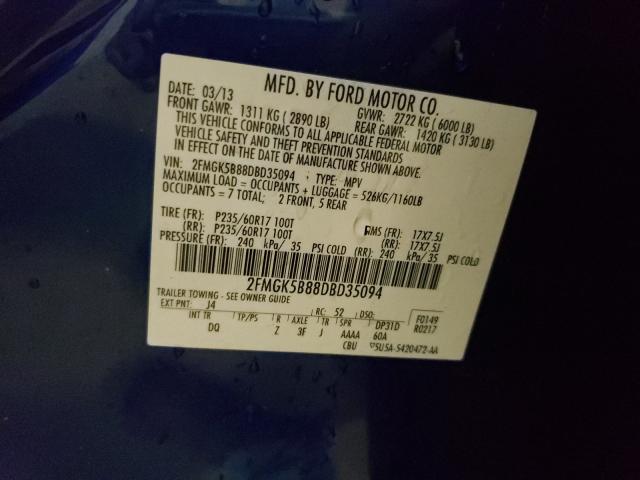 MFD. BY FORD MOTOR CO.
DATE: 03/13 GVWR: 2722 KG ( 6000 LB)
FRONT GAWR: 1311 KG ( 2890 LB) REAR GAWR: 1420 KG ( 3130 LB)
THIS VEHICLE CONFORMS TO ALL APPLICABLE FEDERAL MOTOR
VEHICLE SAFETY AND THEFT PREVENTION STANDARDS
IN EFFECT ON THE DATE OF MANUFACTURE SHOWN ABOVE.
VIN: 2FMGK5B88DBD35094 TYPE: MPV
MAXIMUM LOAD = OCCUPANTS + LUGGAGE = 526KG/1160LB
OCCUPANTS = 7 TOTAL; 2 FRONT, 5 REAR
TIRE (FR): P235/60R17 100T RIMS (FR): 17X7.5J
(RR): P235/60R17 100T (RR): 17X7.5J
PRESSURE (FR): 240 kPa/ 35 PSI COLD (RR): 240 kPa/ 35 PSI COLD
2FMGK5B88DBD35094
TRAILER TOWING - SEE OWNER GUIDE
EXT PNT: J4 RC: 52 DSO: F0149
INT TR TP/PS R AXLE TR SPR DP31D R0217
DQ Z 3F J AAAA 60A
CBU 5U5A-5420472-AA